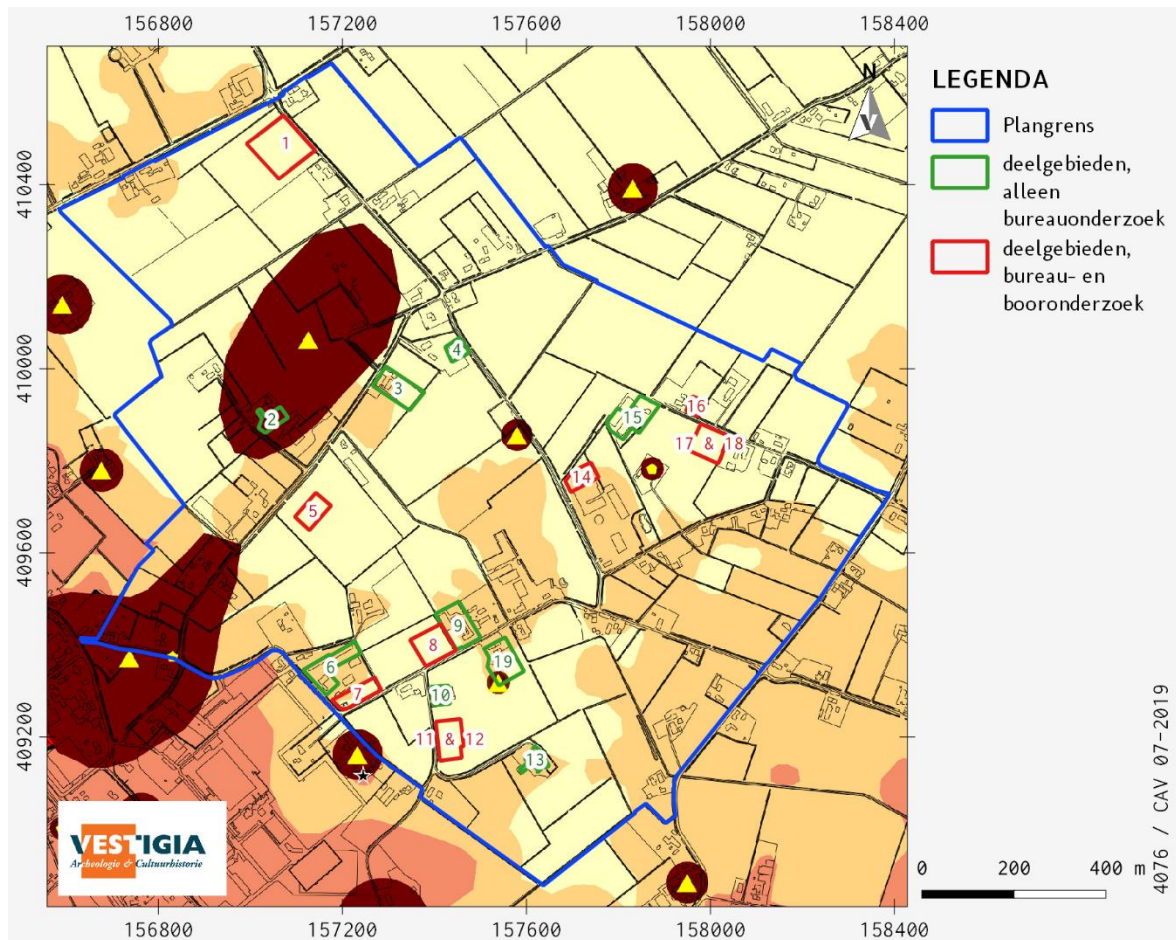 156800 157200 157600 158000 158400
N
LEGENDA
Plangrens
deelgebieden,
alleen
bureauonderzoek
deelgebieden,
bureau- en
booronderzoek
410400
410000
409600
409200
1
2
3
4
5
6
7
8
9
10
11 & 12
13
14
15
16
17 & 18
19
VESTIGIA
Archeologie & Cultuurhistorie
0 200 400 m
4076 / CAV 07-2019
156800 157200 157600 158000 158400